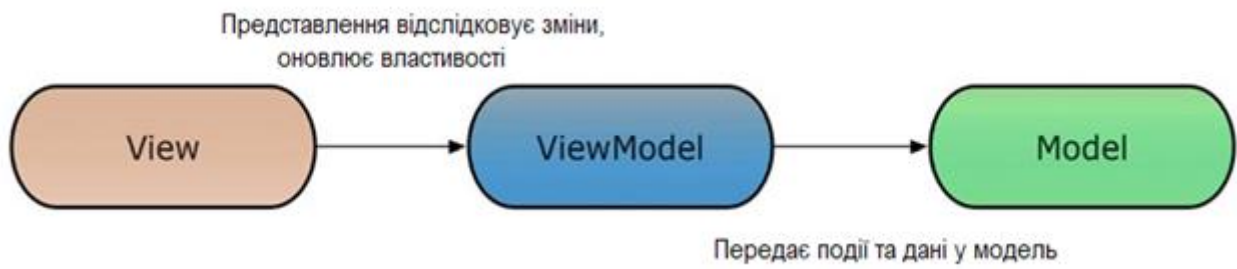 Представлення відслідковує зміни,
оновлює властивості
View
ViewModel
Model
Передає події та дані у модель